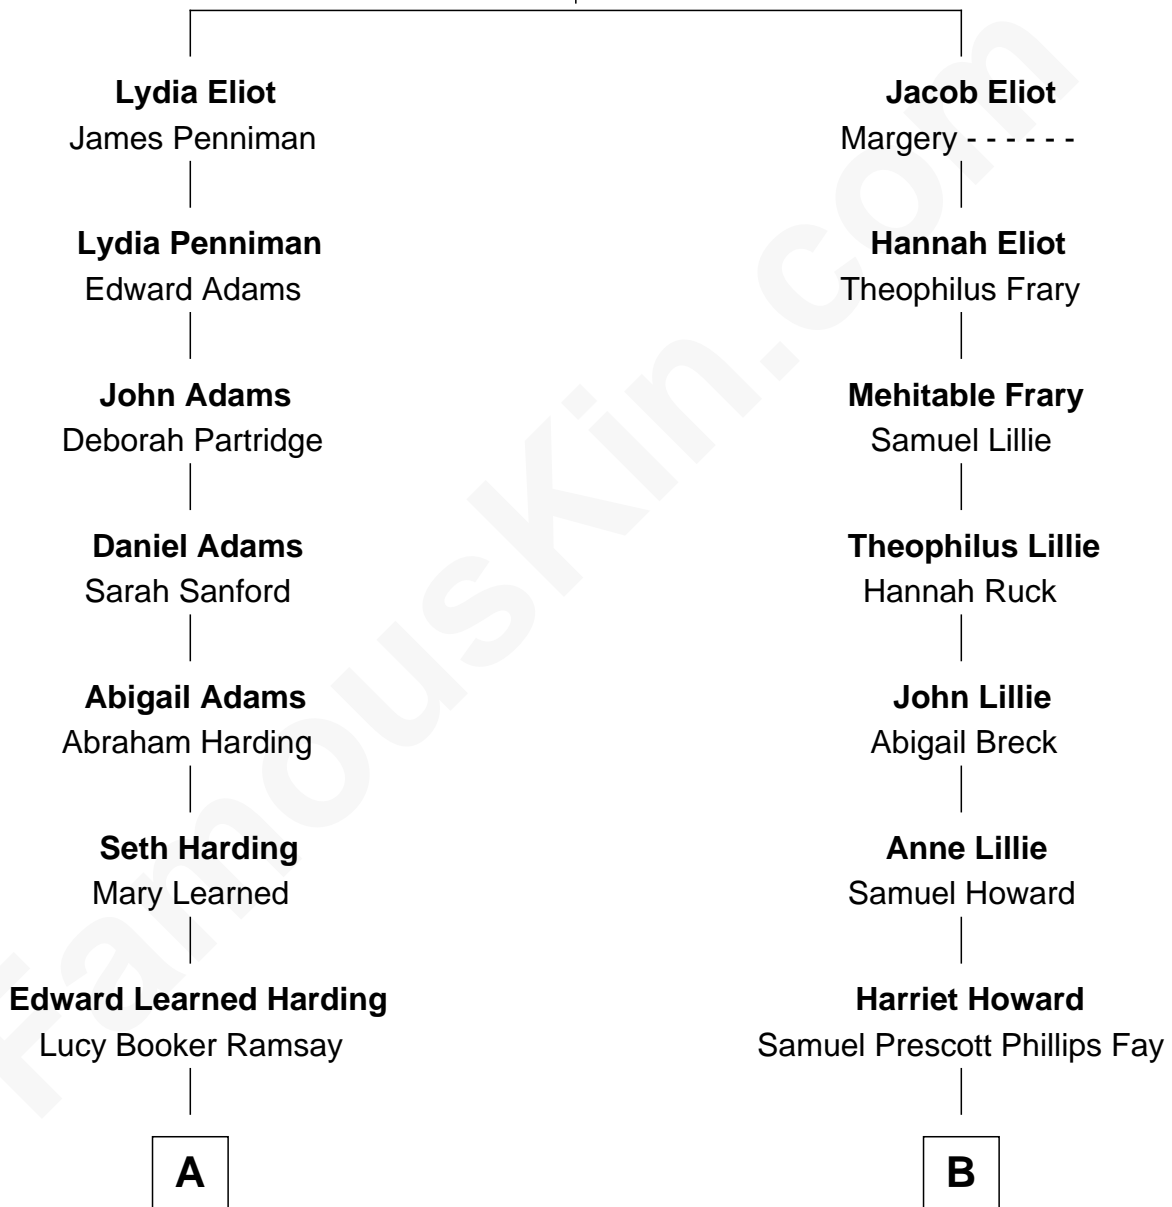 Lydia Eliot
James Penniman
Jacob Eliot
Margery - - - - - -
Lydia Penniman
Edward Adams
Hannah Eliot
Theophilus Frary
John Adams
Deborah Partridge
Mehitable Frary
Samuel Lillie
Daniel Adams
Sarah Sanford
Theophilus Lillie
Hannah Ruck
Abigail Adams
Abraham Harding
John Lillie
Abigail Breck
Seth Harding
Mary Learned
Anne Lillie
Samuel Howard
Edward Learned Harding
Lucy Booker Ramsay
Harriet Howard
Samuel Prescott Phillips Fay
A
B
FamousKin.com